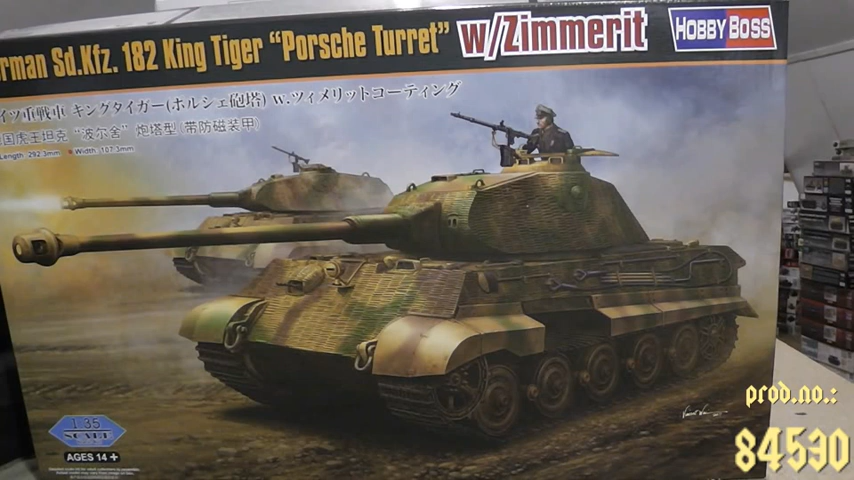 rman Sd.Kfz. 182 King Tiger "Porsche Turret" w/Zimmerit
HOBBY BOSS
イツ重戦車 キングタイガー(ポルシェ砲塔) w.ツィメリットコーティング
国虎王坦克 "波尔舍" 炮塔型 (带防磁装甲)
Length 292.3mm Width 107.3mm
1:35
SCALE
AGES 14+
prod.no.:
84530